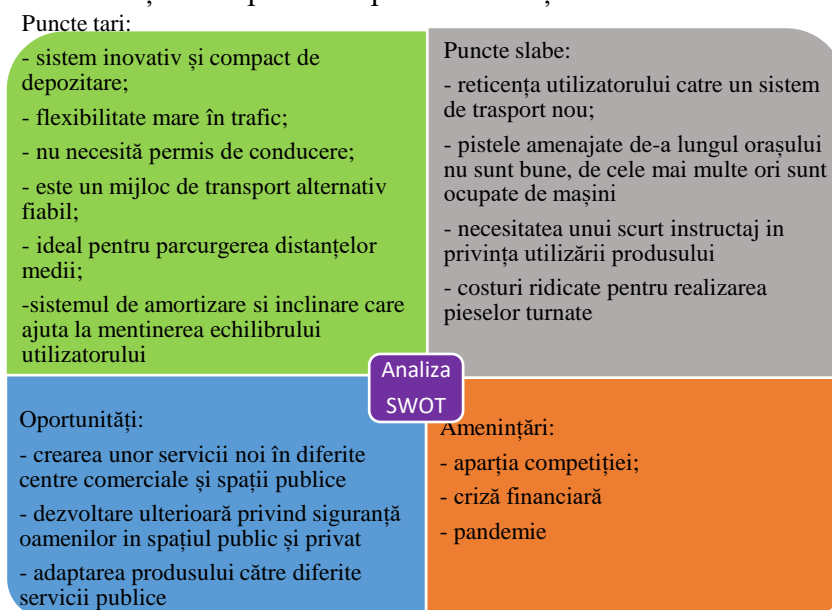 Puncte tari:
- sistem inovativ și compact de
depozitare;
- flexibilitate mare în trafic;
- nu necesită permis de conducere;
- este un mijloc de transport alternativ
fiabil;
- ideal pentru parcurgerea distanțelor
medii;
-sistemul de amortizare si inclinare care
ajuta la mentinerea echilibrului
utilizatorului
Puncte slabe:
- reticența utilizatorului catre un sistem
de trasport nou;
- pistele amenajate de-a lungul orașului
nu sunt bune, de cele mai multe ori sunt
ocupate de mașini
- necesitatea unui scurt instructaj in
privința utilizării produsului
- costuri ridicate pentru realizarea
pieselor turnate
Analiza
SWOT
Oportunități:
- crearea unor servicii noi în diferite
centre comerciale și spații publice
- dezvoltare ulterioară privind siguranță
oamenilor in spațiul public și privat
- adaptarea produsului către diferite
servicii publice
Amenințări:
- apariția competiției;
- criză financiară
- pandemie